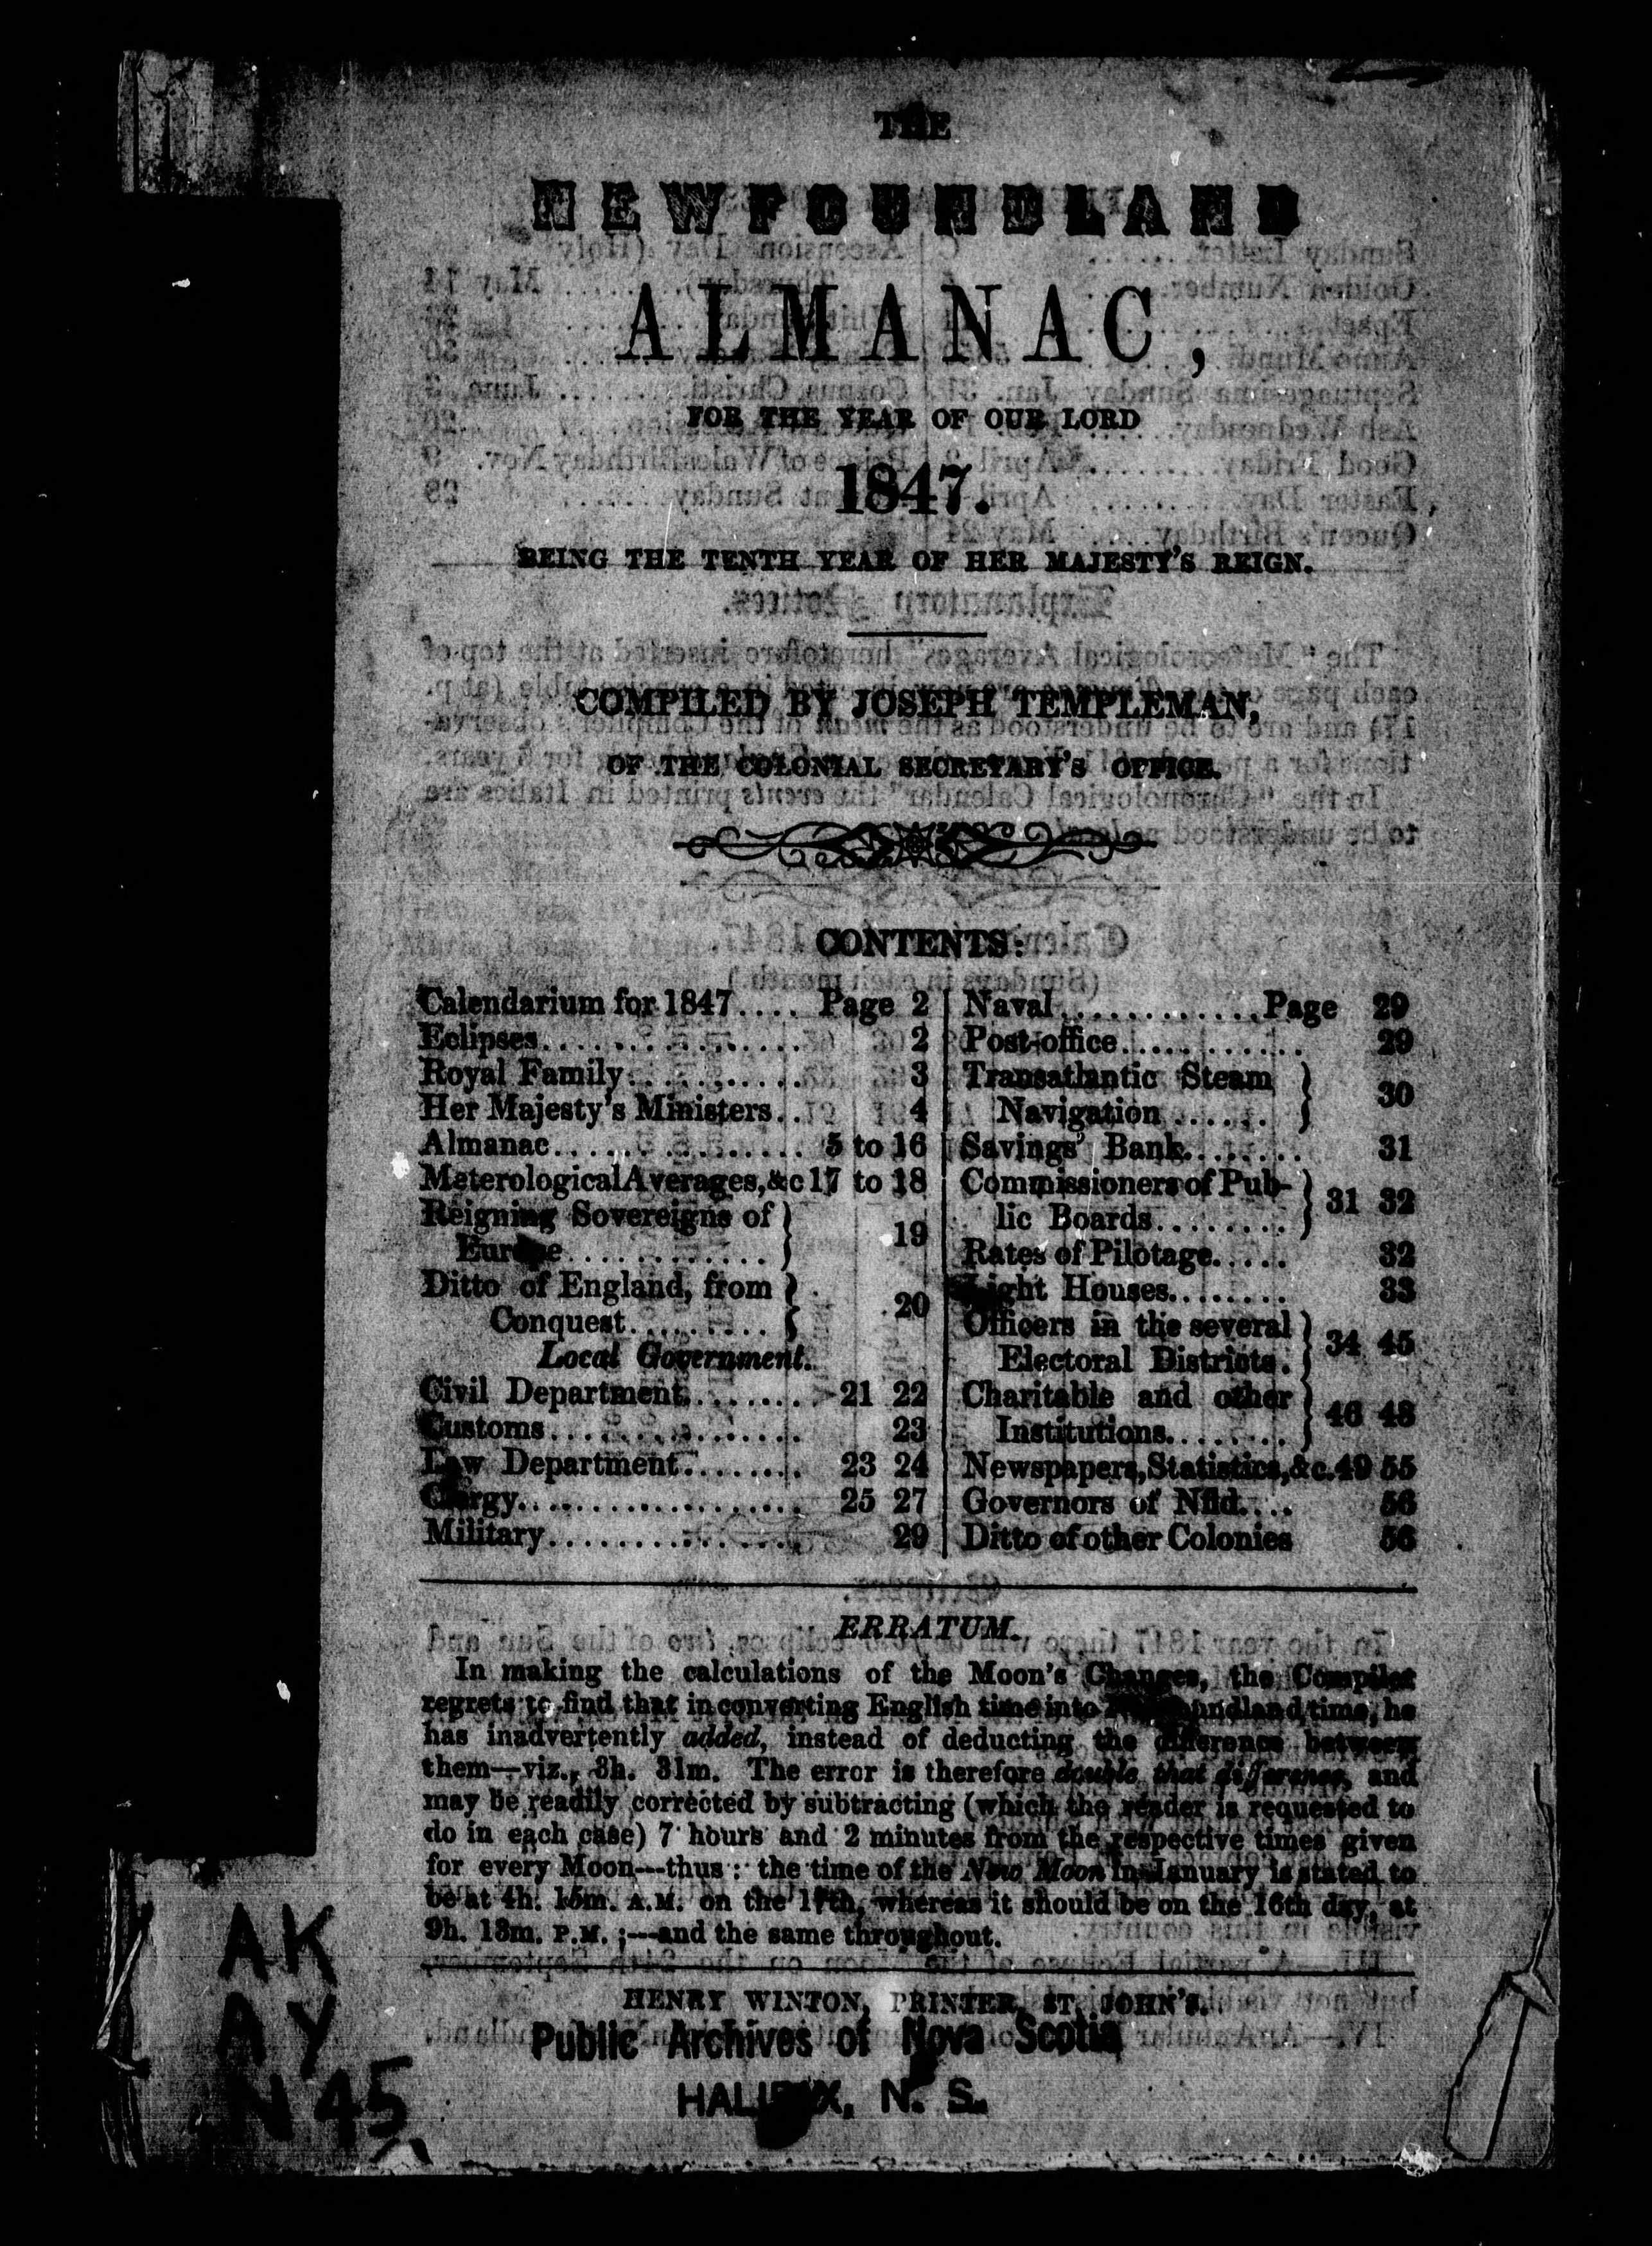 THE
NEWFOUNDLAND
ALMANAC,
FOR THE YEAR OF OUR LORD
1847.
BEING THE TENTH YEAR OF HER MAJESTY'S REIGN.
COMPILED BY JOSEPH TEMPLEMAN,
OF THE COLONIAL SECRETARY'S OFFICE.
CONTENTS:
Calendarium for 1847.... Page 2
Eclipses............... 2
Royal Family.......... 3
Her Majesty's Ministers.. 4
Almanac.............. 5 to 16
MeterologicalAverages,&c 17 to 18
Reigning Sovereigns of
Europe............ } 19
Ditto of England, from
Conquest......... } 20
Local Government.
Civil Department........ 21 22
Customs............... 23
Law Department........ 23 24
Clergy.................. 25 27
Military............... 29
Naval............Page 29
Post-office........... 29
Transatlantic Steam
Navigation...... } 30
Savings' Bank........ 31
Commissioners of Pub-
lic Boards........ } 31 32
Rates of Pilotage..... 32
Light Houses........ 33
Officers in the several
Electoral Districts. } 34 45
Charitable and other
Institutions........ } 46 48
Newspapers,Statistics,&c.49 55
Governors of Nfld.... 56
Ditto of other Colonies 56
ERRATUM.
In making the calculations of the Moon's Changes, the Compiler
regrets to find that in converting English time into Newfoundland time, he
has inadvertently added, instead of deducting the difference between
them—viz., 3h. 31m. The error is therefore double that difference, and
may be readily corrected by subtracting (which the reader is requested to
do in each case) 7 hours and 2 minutes from the respective times given
for every Moon---thus: the time of the New Moon in January is stated to
be at 4h. 15m. A.M. on the 17th, whereas it should be on the 16th day, at
9h. 13m. P.M.;---and the same throughout.
HENRY WINTON, PRINTER, ST. JOHN'S.
Public Archives of Nova Scotia
HALIFAX, N. S.
AK
AY
N45